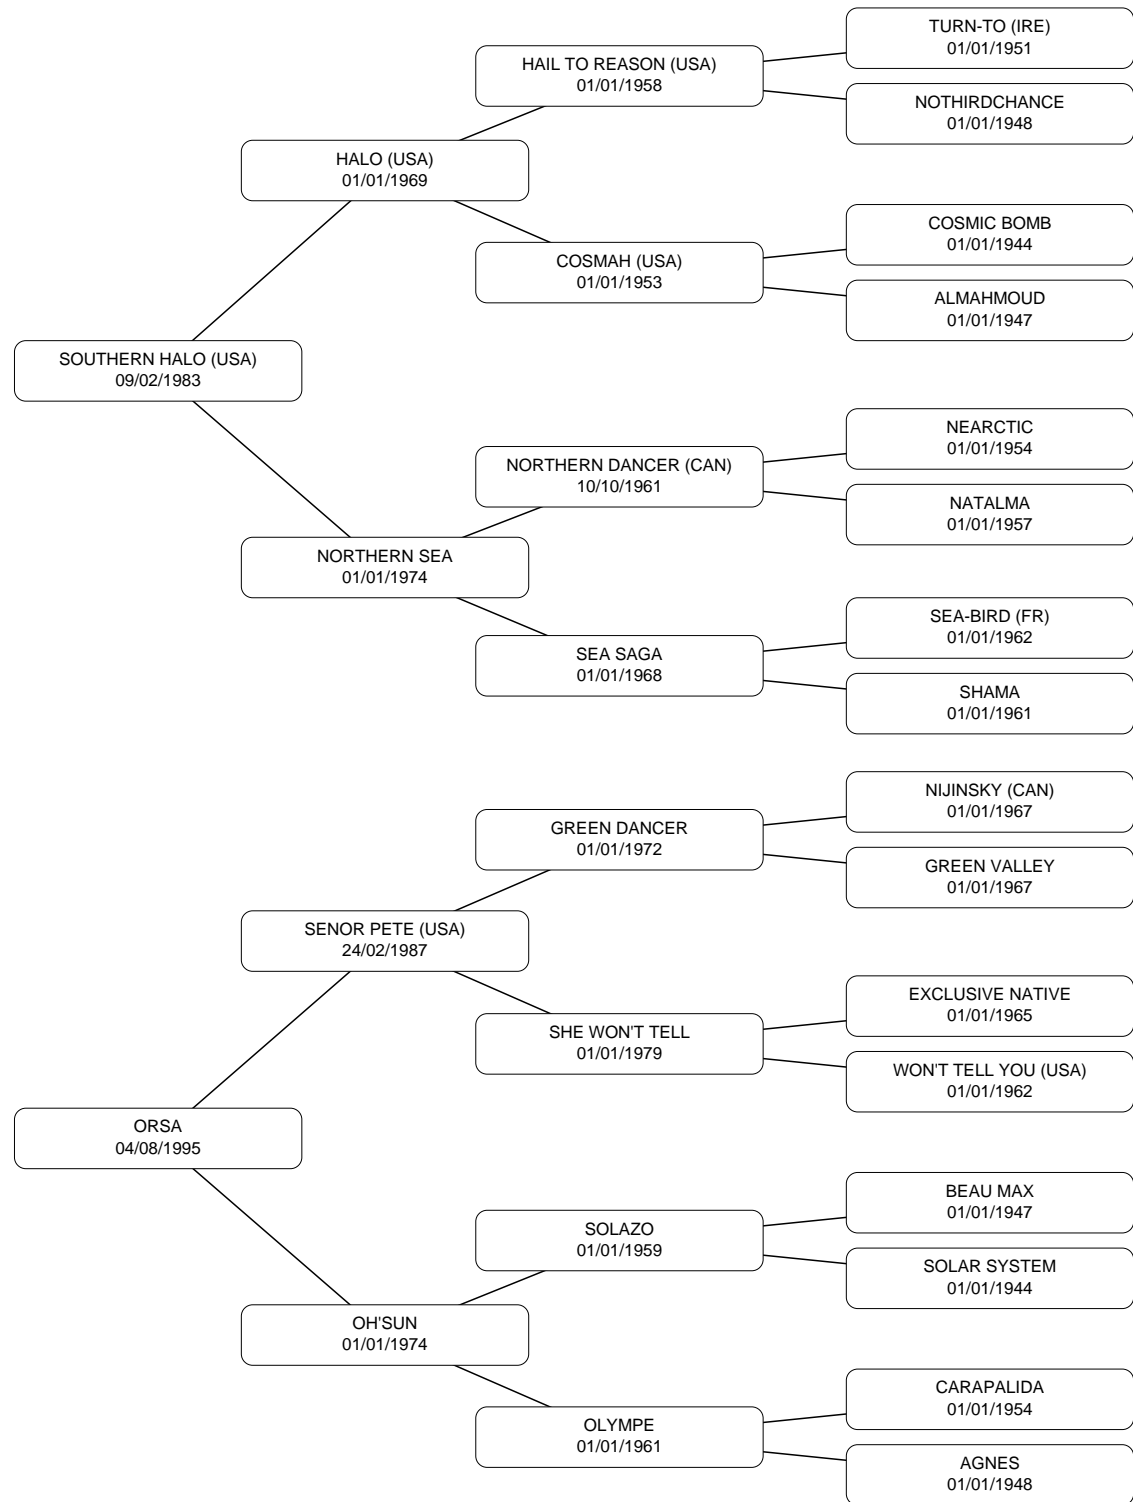 TURN-TO (IRE)
01/01/1951
HAIL TO REASON (USA)
01/01/1958
NOTHIRDCHANCE
01/01/1948
HALO (USA)
01/01/1969
COSMIC BOMB
01/01/1944
COSMAH (USA)
01/01/1953
ALMAHMOUD
01/01/1947
SOUTHERN HALO (USA)
09/02/1983
NEARCTIC
01/01/1954
NORTHERN DANCER (CAN)
10/10/1961
NATALMA
01/01/1957
NORTHERN SEA
01/01/1974
SEA-BIRD (FR)
01/01/1962
SEA SAGA
01/01/1968
SHAMA
01/01/1961
NIJINSKY (CAN)
01/01/1967
GREEN DANCER
01/01/1972
GREEN VALLEY
01/01/1967
SENOR PETE (USA)
24/02/1987
EXCLUSIVE NATIVE
01/01/1965
SHE WON'T TELL
01/01/1979
WON'T TELL YOU (USA)
01/01/1962
ORSA
04/08/1995
BEAU MAX
01/01/1947
SOLAZO
01/01/1959
SOLAR SYSTEM
01/01/1944
OH'SUN
01/01/1974
CARAPALIDA
01/01/1954
OLYMPE
01/01/1961
AGNES
01/01/1948